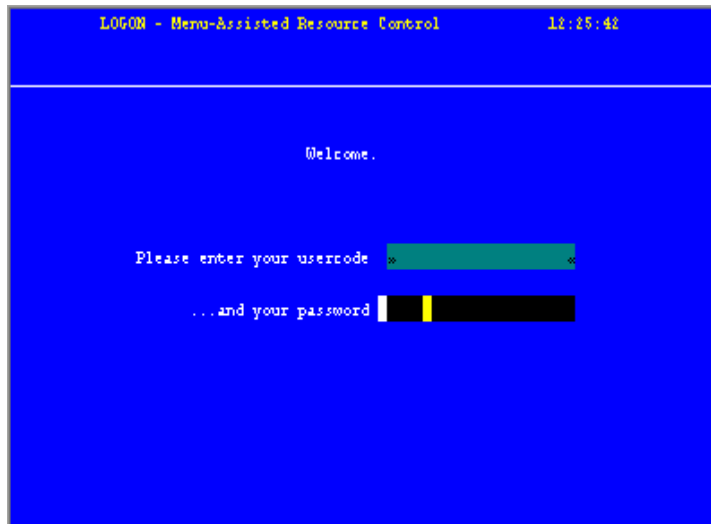 LOGON - Menu-Assisted Resource Control 12:25:42
Welcome.
Please enter your usercode » «
...and your password